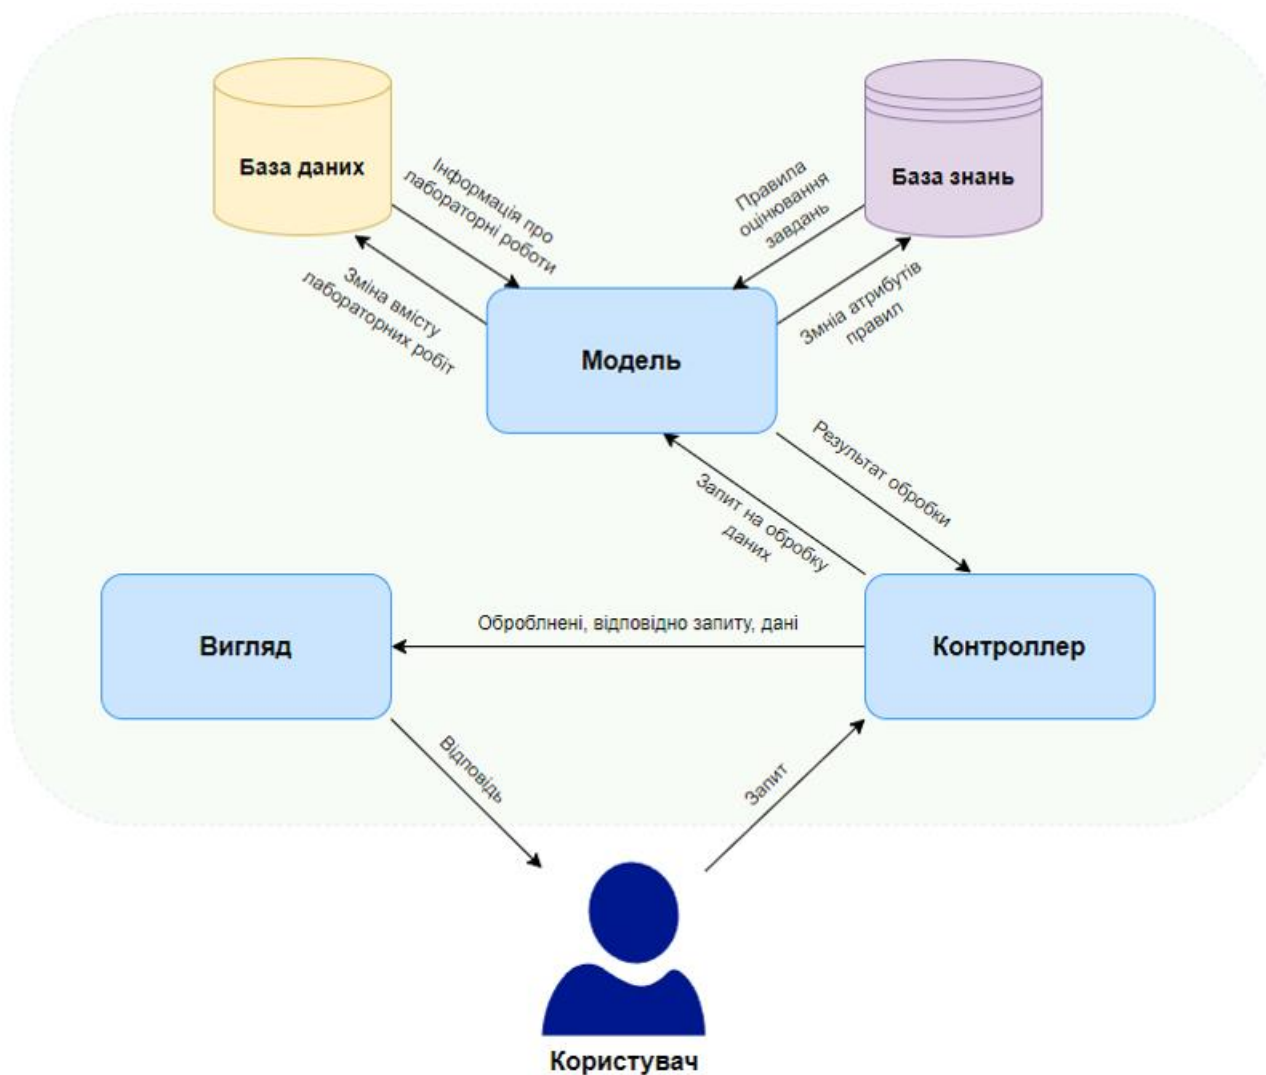 База даних
База знань
Інформація про
лабораторні роботи
Правила
оцінювання
завдань
Зміна вмісту
лабораторних робіт
Змніа атрибутів
правил
Модель
Результат обробки
Запит на обробку
даних
Вигляд
Оброблнені, відповідно запиту, дані
Контроллер
Відповідь
Запит
Користувач